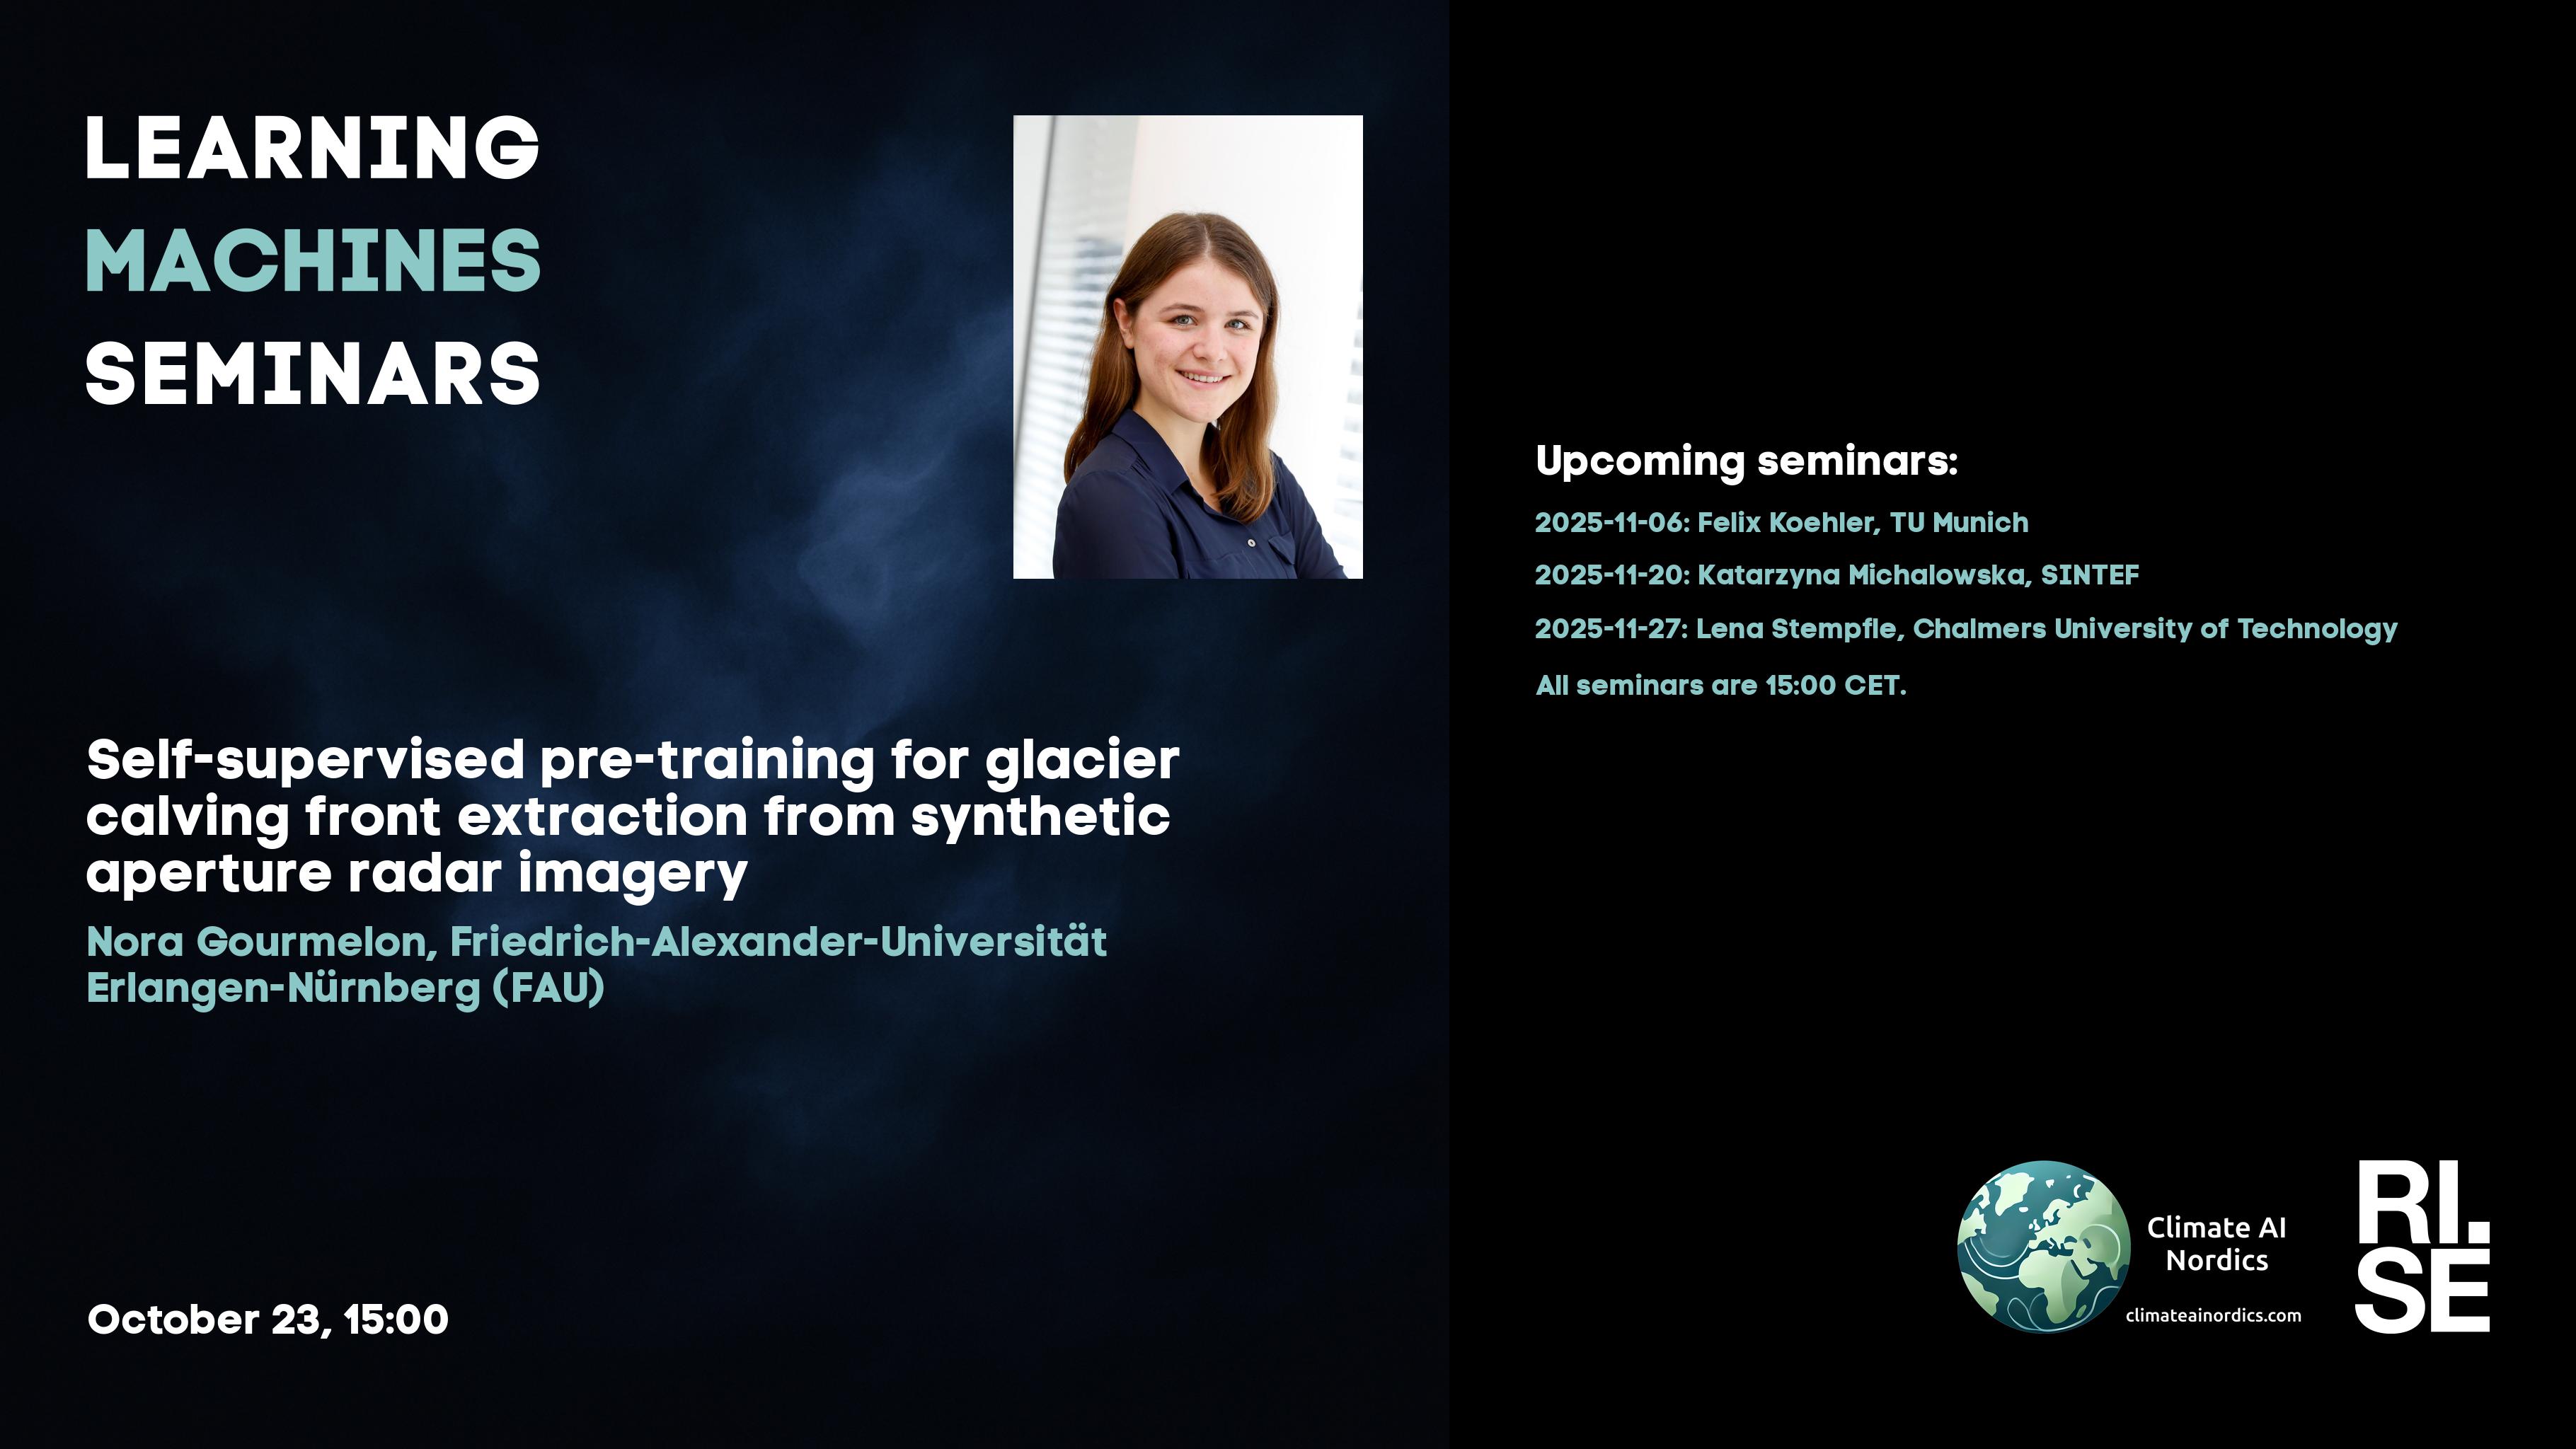 LEARNING
MACHINES
SEMINARS
Self-supervised pre-training for glacier
calving front extraction from synthetic
aperture radar imagery
Nora Gourmelon, Friedrich-Alexander-Universität
Erlangen-Nürnberg (FAU)
October 23, 15:00
Upcoming seminars:
2025-11-06: Felix Koehler, TU Munich
2025-11-20: Katarzyna Michalowska, SINTEF
2025-11-27: Lena Stempfle, Chalmers University of Technology
All seminars are 15:00 CET.
Climate AI
Nordics
climateainordics.com
RI.
SE